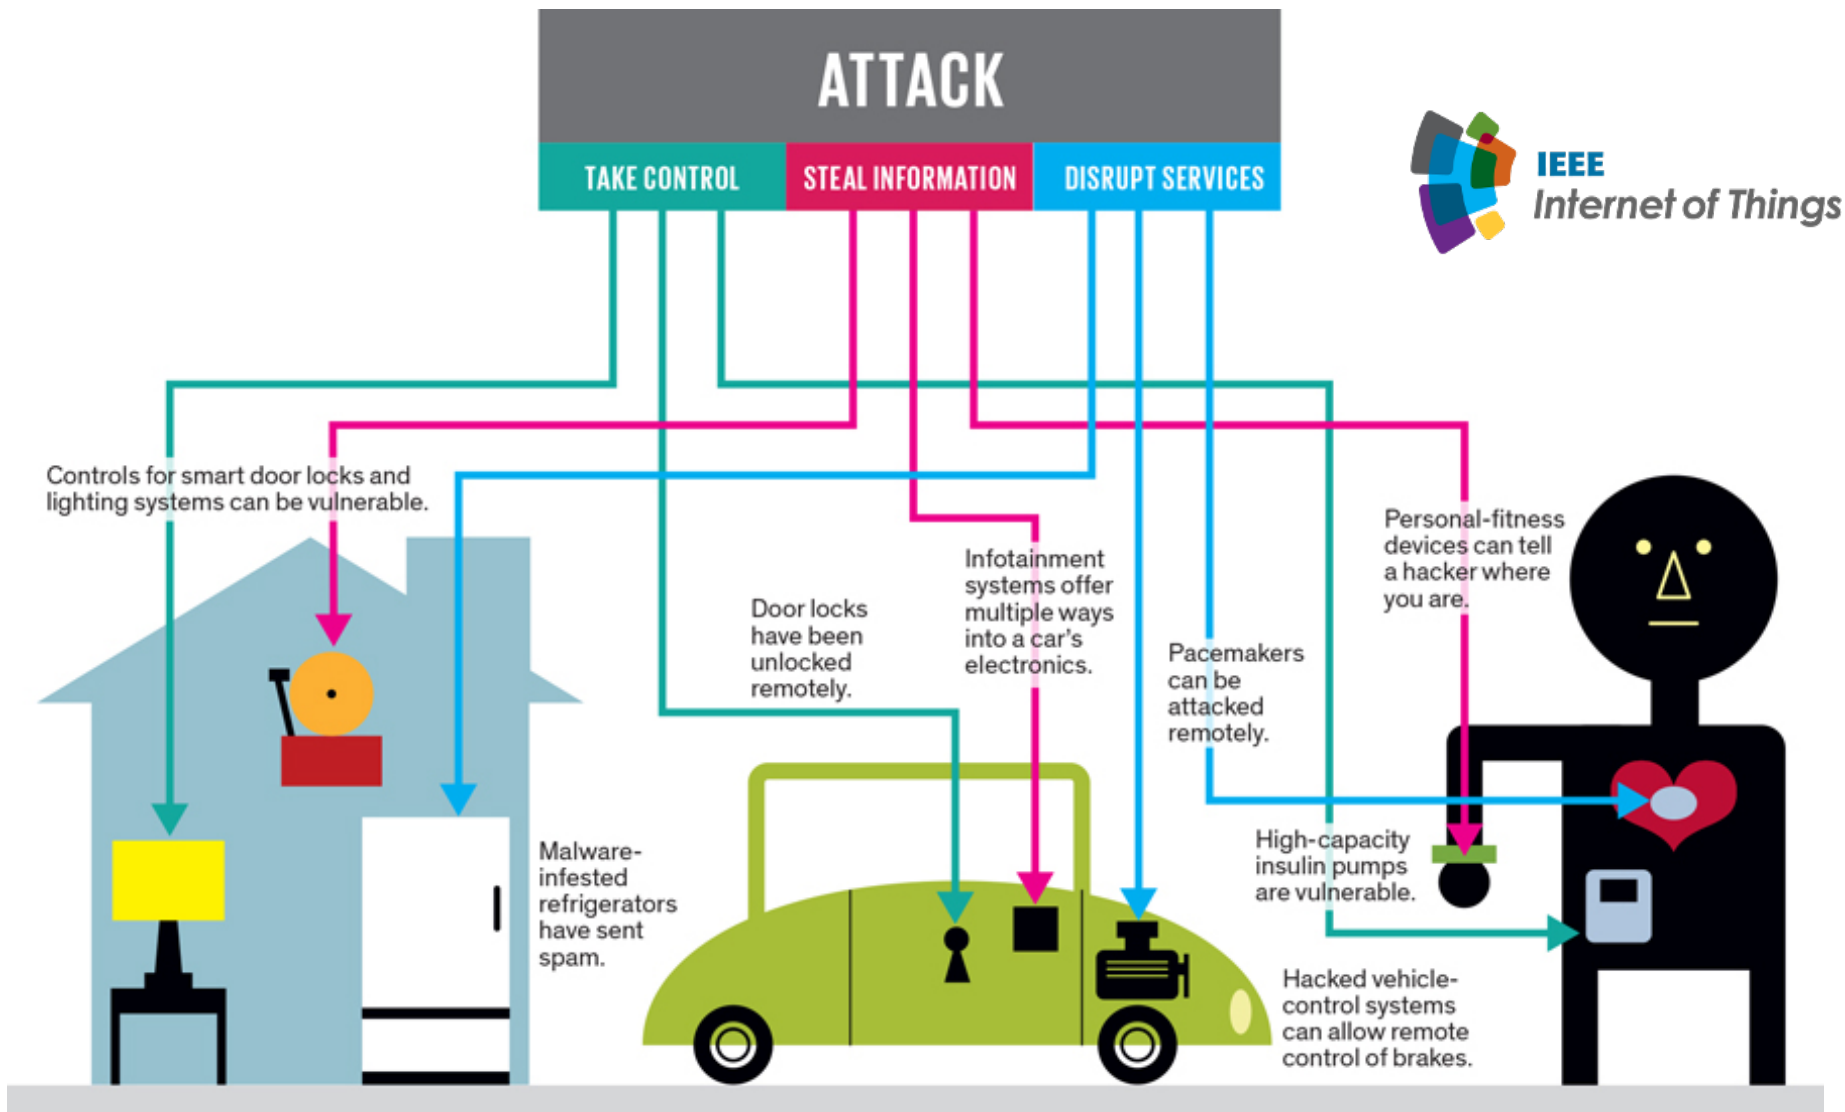 ATTACK
TAKE CONTROL
STEAL INFORMATION
DISRUPT SERVICES
IEEE
Internet of Things
Controls for smart door locks and
lighting systems can be vulnerable.
Malware-
infested
refrigerators
have sent
spam.
Door locks
have been
unlocked
remotely.
Infotainment
systems offer
multiple ways
into a car's
electronics.
Pacemakers
can be
attacked
remotely.
Personal-fitness
devices can tell
a hacker where
you are.
High-capacity
insulin pumps
are vulnerable.
Hacked vehicle-
control systems
can allow remote
control of brakes.